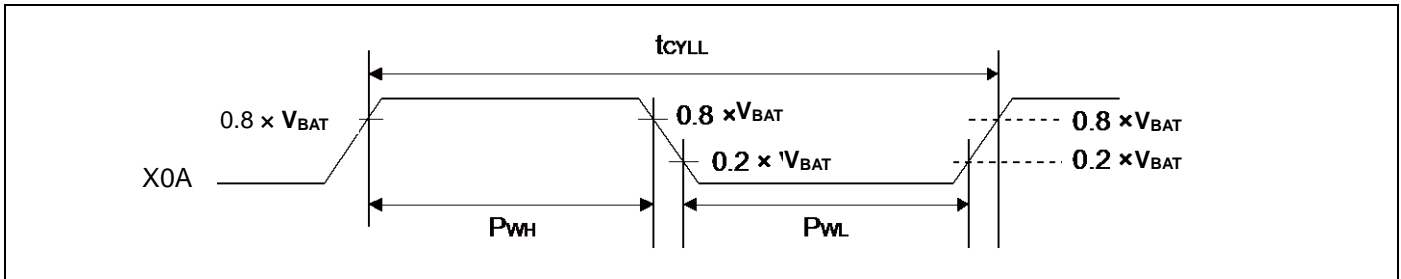 tCYLL
0.8 × VBAT
0.8 ×VBAT
0.8 ×VBAT
0.2 × 'VBAT
0.2 ×VBAT
X0A
PWH
PWL